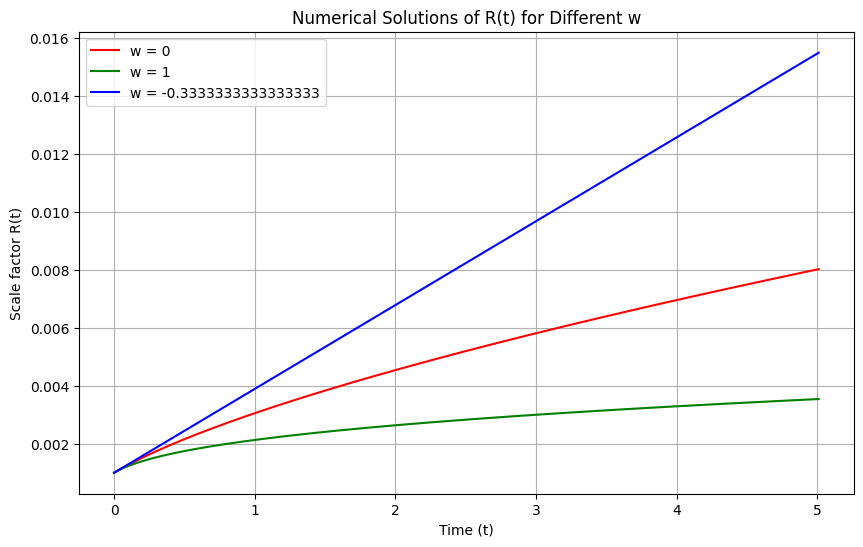 Numerical Solutions of R(t) for Different w
w = 0
w = 1
w = -0.3333333333333333
Scale factor R(t)
0.016
0.014
0.012
0.010
0.008
0.006
0.004
0.002
0 1 2 3 4 5
Time (t)